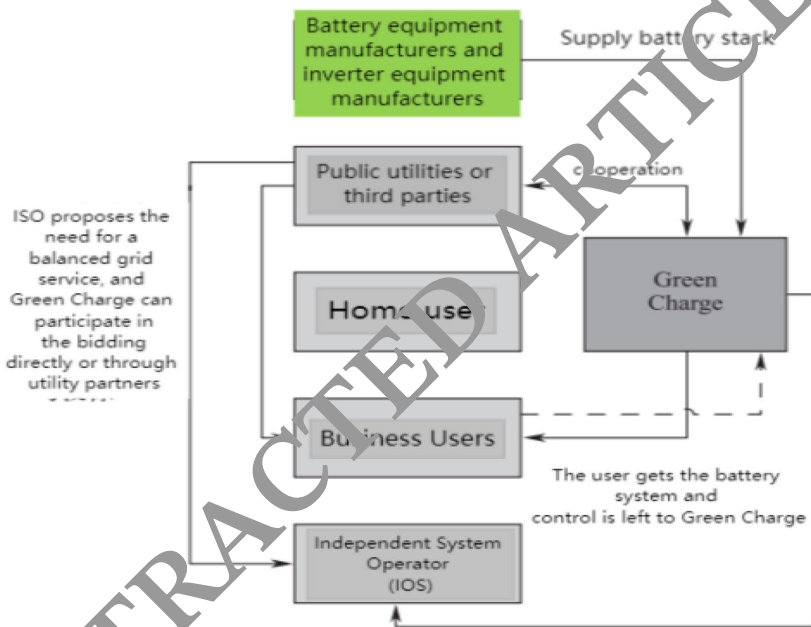 Battery equipment
manufacturers and
inverter equipment
manufacturers
Supply battery stack
Public utilities or
third parties
cooperation
ISO proposes the
need for a
balanced grid
service, and
Green Charge can
participate in
the bidding
directly or through
utility partners
Green
Charge
Home user
Business Users
The user gets the battery
system and
control is left to Green Charge
Independent System
Operator
(IOS)
TRACTED ARTICLE